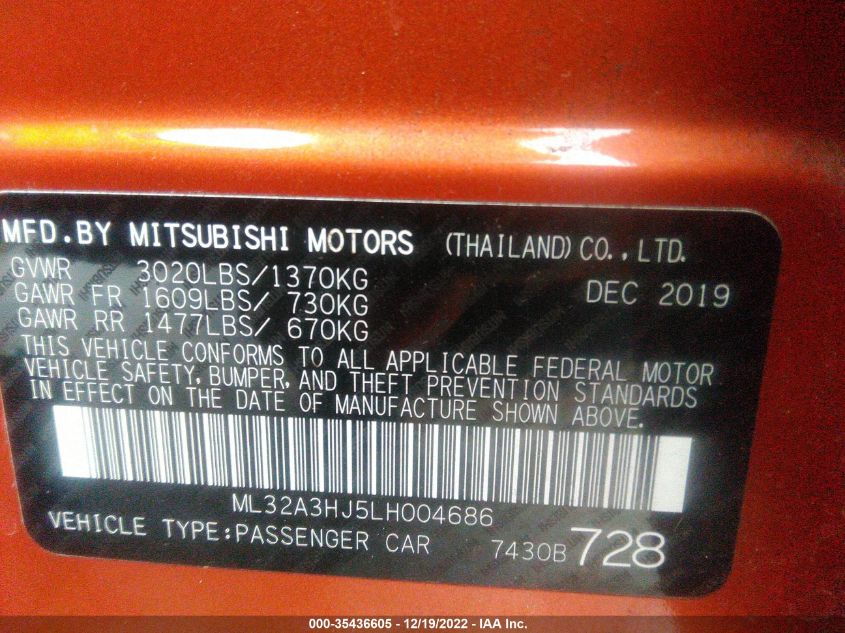 MFD.BY MITSUBISHI MOTORS (THAILAND) CO., LTD.
GVWR 3020LBS/1370KG DEC 2019
GAWR FR 1609LBS/ 730KG
GAWR RR 1477LBS/ 670KG
THIS VEHICLE CONFORMS TO ALL APPLICABLE FEDERAL MOTOR
VEHICLE SAFETY, BUMPER, AND THEFT PREVENTION STANDARDS
IN EFFECT ON THE DATE OF MANUFACTURE SHOWN ABOVE.
ML32A3HJ5LH004686
VEHICLE TYPE:PASSENGER CAR 7430B 728
000-35436605 - 12/19/2022 - IAA Inc.